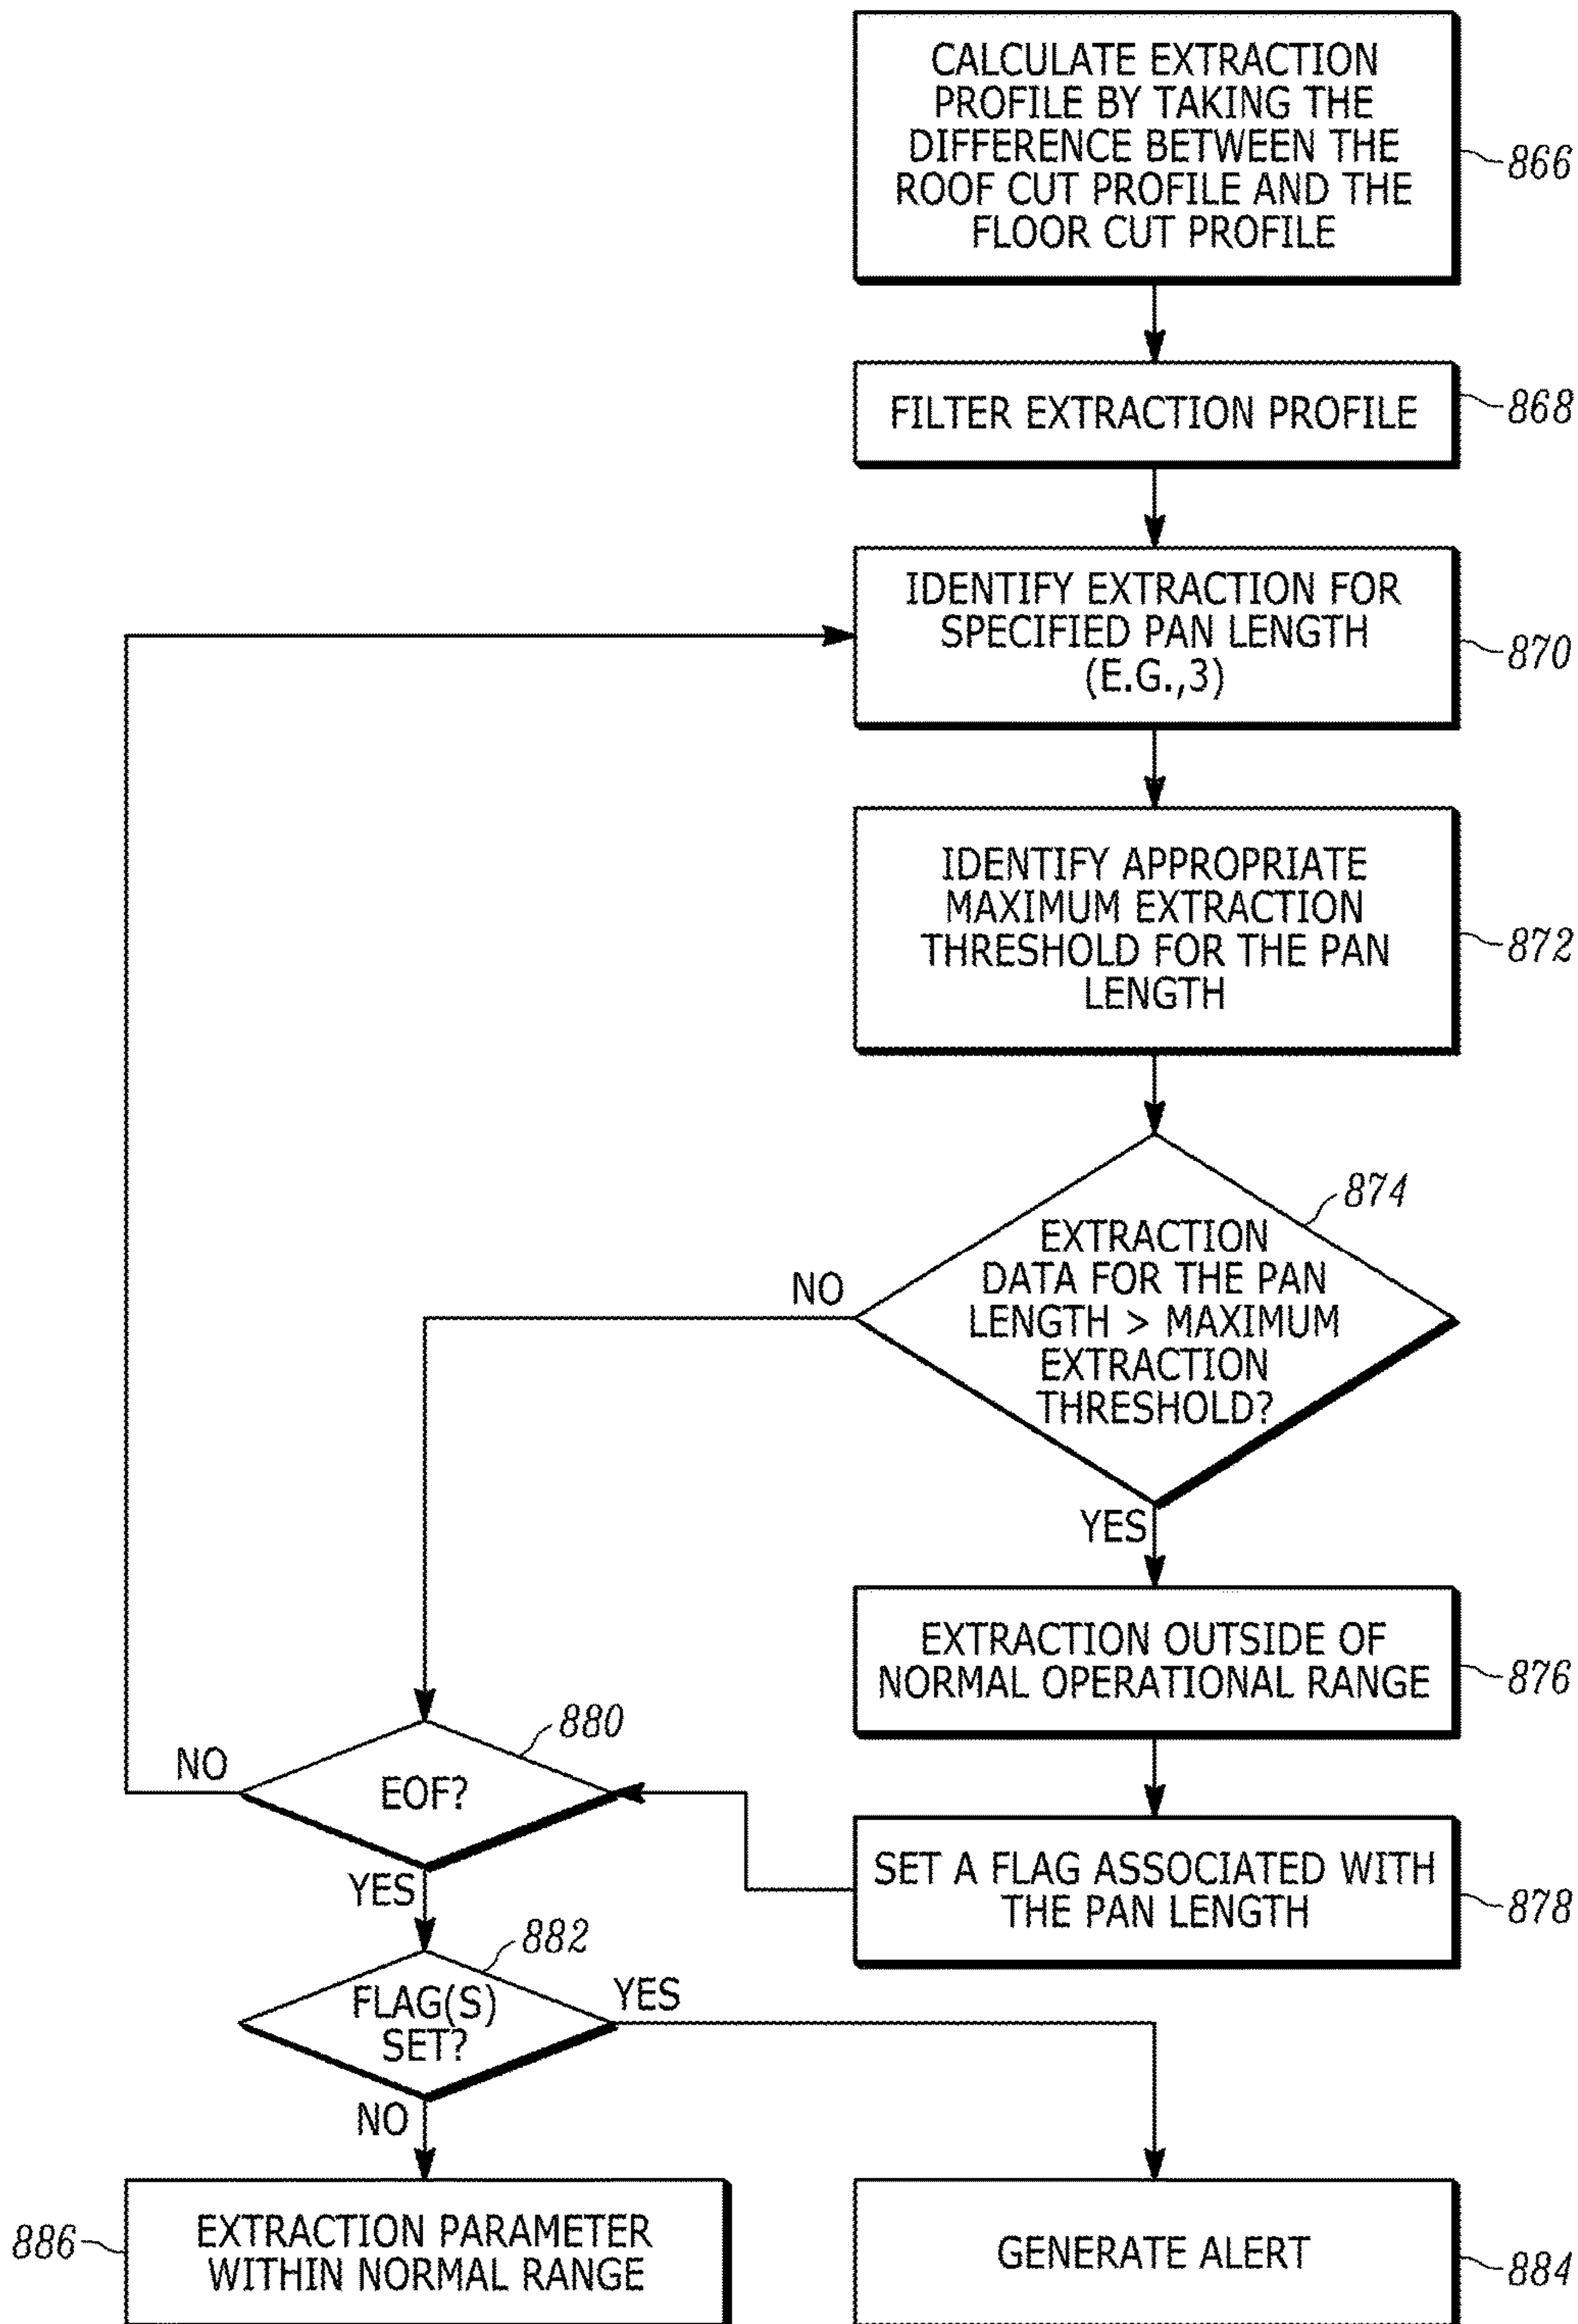 CALCULATE EXTRACTION
PROFILE BY TAKING THE
DIFFERENCE BETWEEN THE
ROOF CUT PROFILE AND THE
FLOOR CUT PROFILE
866
FILTER EXTRACTION PROFILE
868
IDENTIFY EXTRACTION FOR
SPECIFIED PAN LENGTH
(E.G.,3)
870
IDENTIFY APPROPRIATE
MAXIMUM EXTRACTION
THRESHOLD FOR THE PAN
LENGTH
872
874
EXTRACTION
DATA FOR THE PAN
LENGTH > MAXIMUM
EXTRACTION
THRESHOLD?
NO
YES
EXTRACTION OUTSIDE OF
NORMAL OPERATIONAL RANGE
876
SET A FLAG ASSOCIATED WITH
THE PAN LENGTH
878
880
EOF?
NO
YES
882
FLAG(S)
SET?
YES
NO
886
EXTRACTION PARAMETER
WITHIN NORMAL RANGE
GENERATE ALERT
884